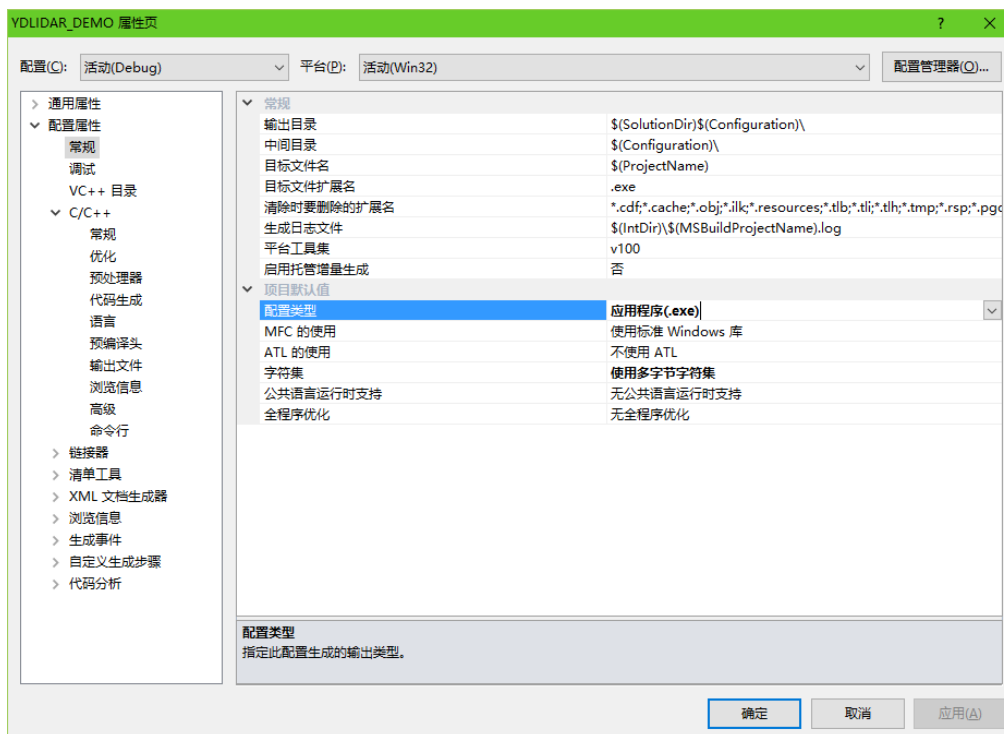 YDLIDAR_DEMO 属性页
配置(C): 活动(Debug) 平台(P): 活动(Win32) 配置管理器(O)...
通用属性
配置属性
常规
调试
VC++ 目录
C/C++
常规
优化
预处理器
代码生成
语言
预编译头
输出文件
浏览信息
高级
命令行
链接器
清单工具
XML 文档生成器
浏览信息
生成事件
自定义生成步骤
代码分析
常规
输出目录 $(SolutionDir)$(Configuration)\
中间目录 $(Configuration)\
目标文件名 $(ProjectName)
目标文件扩展名 .exe
清除时要删除的扩展名 *.cdf;*.cache;*.obj;*.ilk;*.resources;*.tlb;*.tli;*.tlh;*.tmp;*.rsp;*.pgc
生成日志文件 $(IntDir)\$(MSBuildProjectName).log
平台工具集 v100
启用托管增量生成 否
项目默认值
配置类型 应用程序(.exe)
MFC 的使用 使用标准 Windows 库
ATL 的使用 不使用 ATL
字符集 使用多字节字符集
公共语言运行时支持 无公共语言运行时支持
全程序优化 无全程序优化
配置类型
指定此配置生成的输出类型。
确定 取消 应用(A)